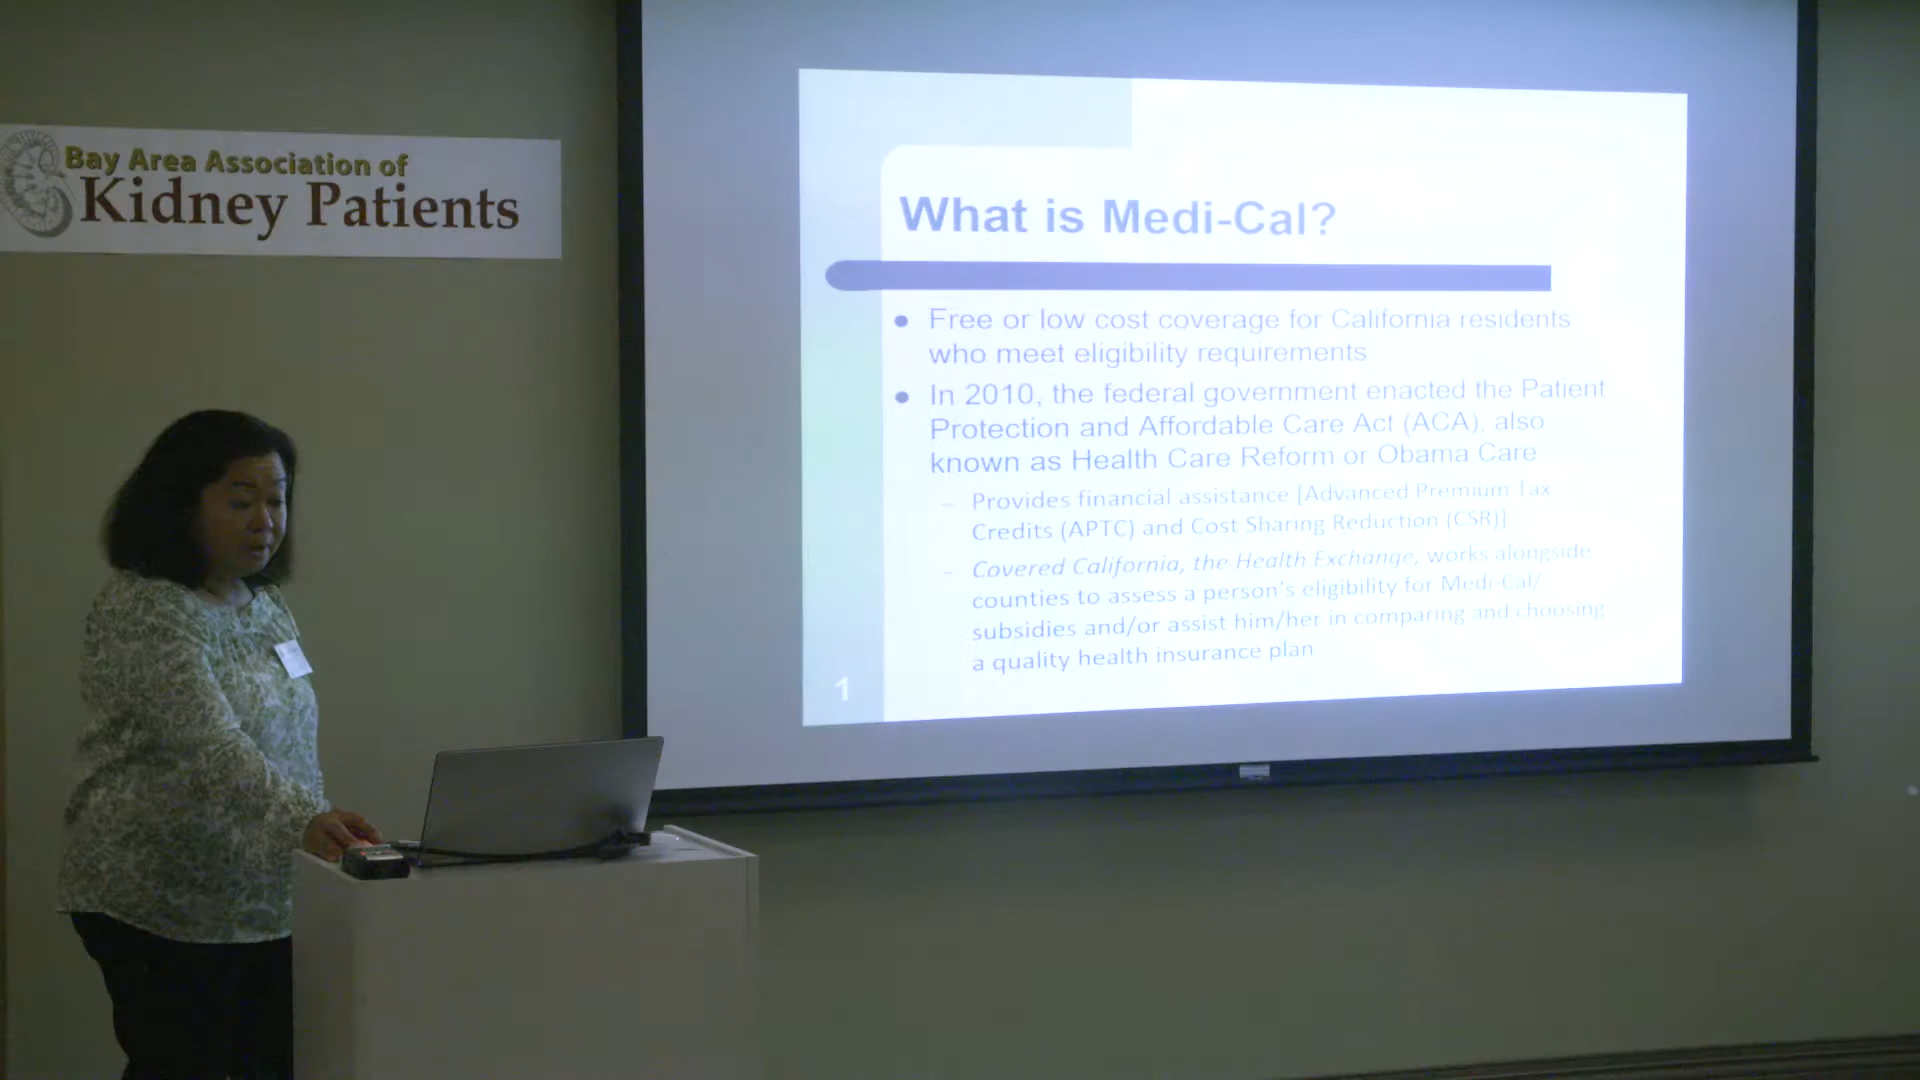 Bay Area Association of
Kidney Patients
What is Medi-Cal?
● Free or low cost coverage for California residents
who meet eligibility requirements
● In 2010, the federal government enacted the Patient
Protection and Affordable Care Act (ACA), also
known as Health Care Reform or Obama Care
– Provides financial assistance [Advanced Premium Tax
Credits (APTC) and Cost Sharing Reduction (CSR)]
– Covered California, the Health Exchange, works alongside
counties to assess a person's eligibility for Medi-Cal/
subsidies and/or assist him/her in comparing and choosing
a quality health insurance plan
1